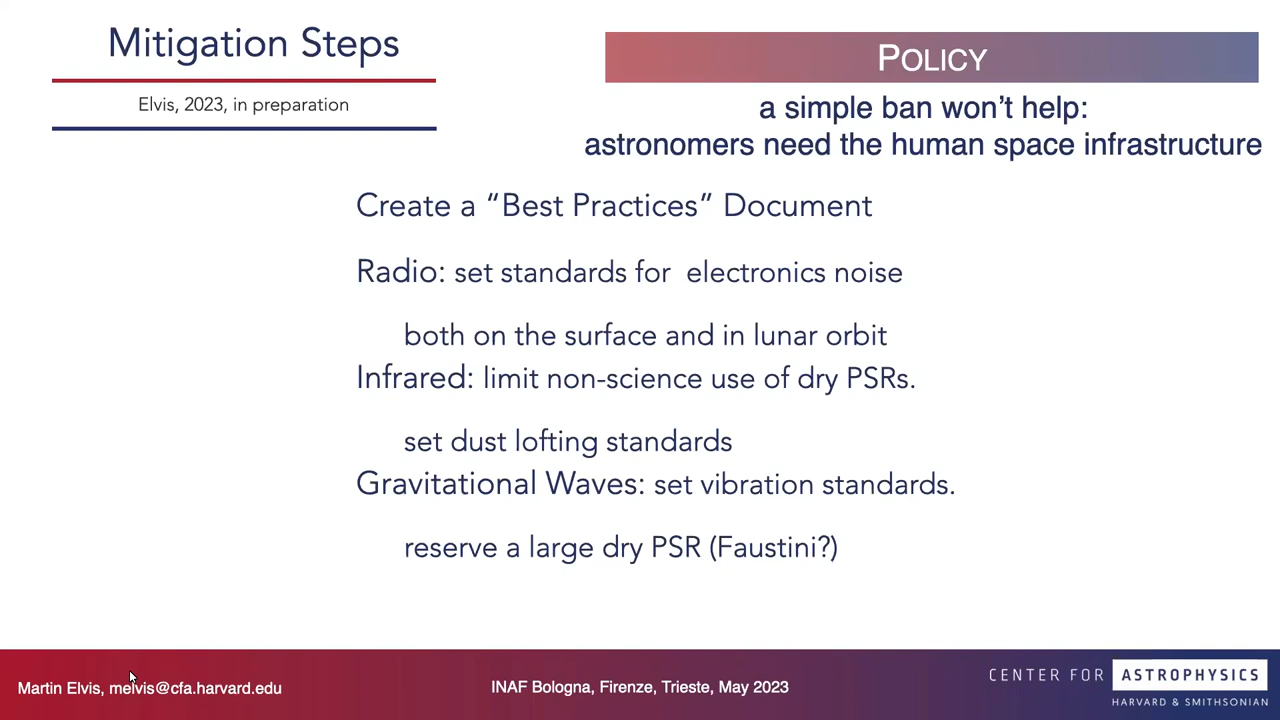 Mitigation Steps
Elvis, 2023, in preparation
POLICY
a simple ban won’t help:
astronomers need the human space infrastructure
Create a “Best Practices” Document
Radio: set standards for electronics noise
both on the surface and in lunar orbit
Infrared: limit non-science use of dry PSRs.
set dust lofting standards
Gravitational Waves: set vibration standards.
reserve a large dry PSR (Faustini?)
Martin Elvis, melvis@cfa.harvard.edu
INAF Bologna, Firenze, Trieste, May 2023
CENTER FOR ASTROPHYSICS
HARVARD & SMITHSONIAN